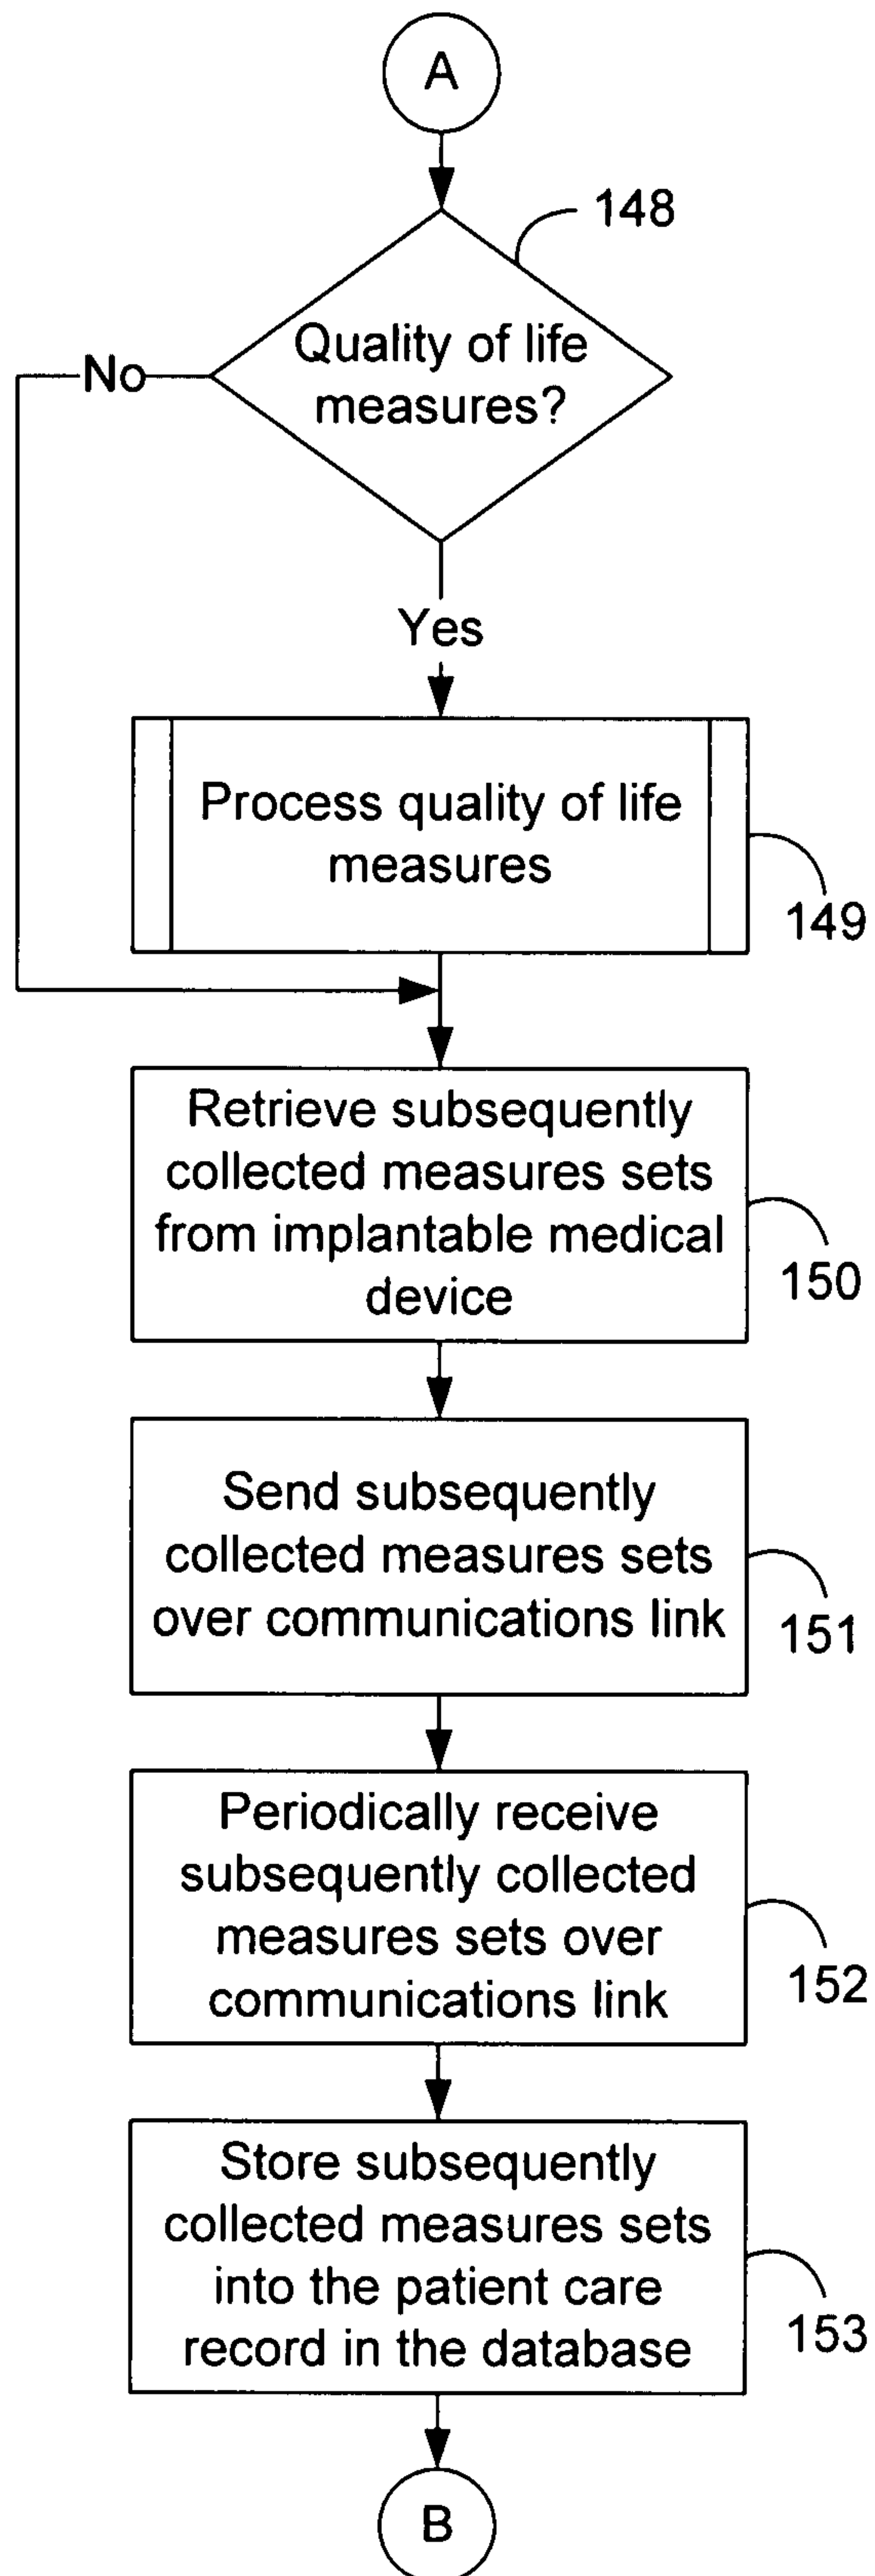 A
148
Quality of life
measures?
No
Yes
Process quality of life
measures
149
Retrieve subsequently
collected measures sets
from implantable medical
device
150
Send subsequently
collected measures sets
over communications link
151
Periodically receive
subsequently collected
measures sets over
communications link
152
Store subsequently
collected measures sets
into the patient care
record in the database
153
B